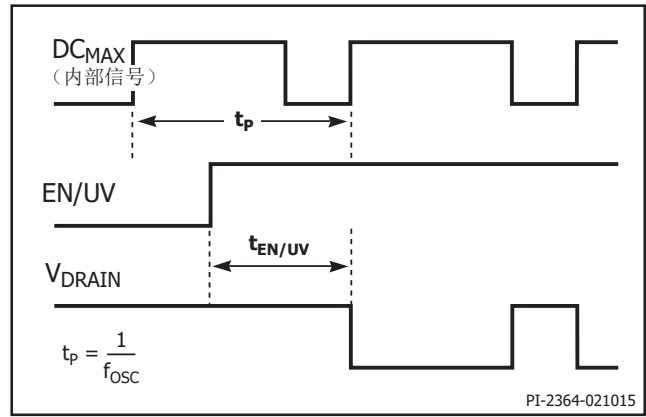 DCMAX
（内部信号）
tP
EN/UV
tEN/UV
VDRAIN
tP = 1
fOSC
PI-2364-021015